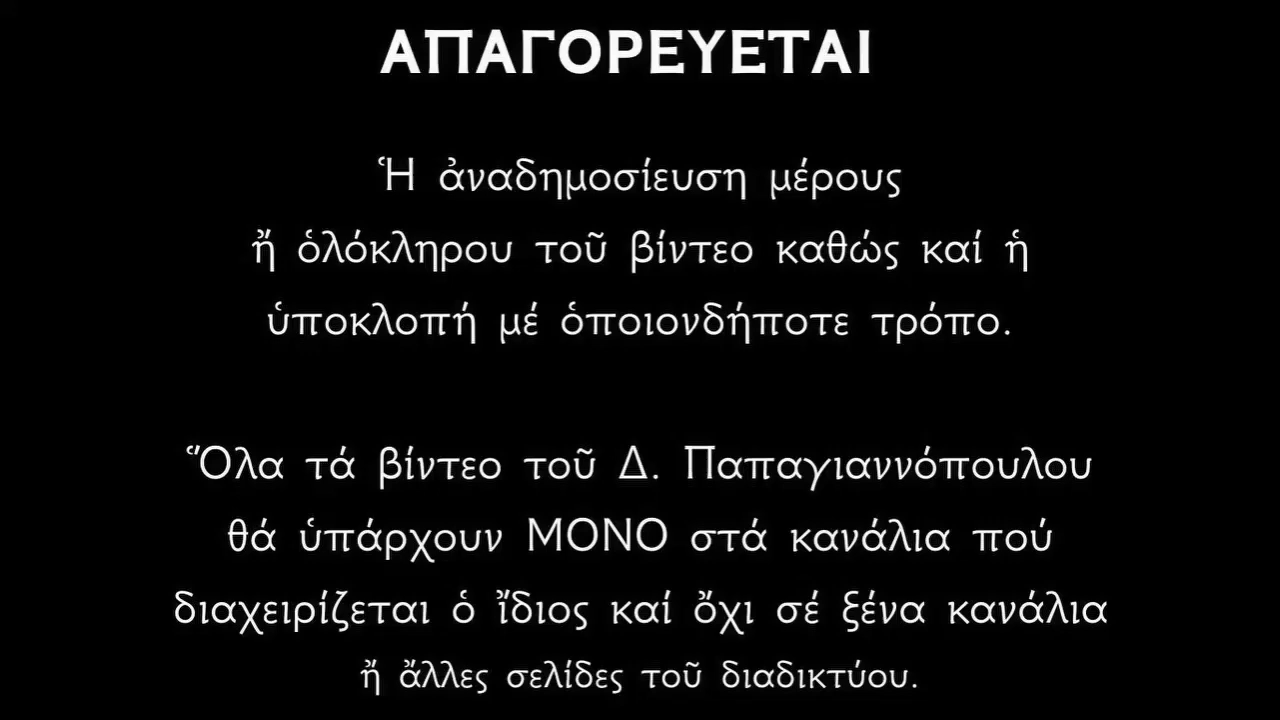 ΑΠΑΓΟΡΕΥΕΤΑΙ
Ἡ ἀναδημοσίευση μέρους
ἤ ὁλόκληρου τοῦ βίντεο καθώς καί ἡ
ὑποκλοπή μέ ὁποιονδήποτε τρόπο.
Ὅλα τά βίντεο τοῦ Δ. Παπαγιαννόπουλου
θά ὑπάρχουν ΜΟΝΟ στά κανάλια πού
διαχειρίζεται ὁ ἴδιος καί ὄχι σέ ξένα κανάλια
ἤ ἄλλες σελίδες τοῦ διαδικτύου.